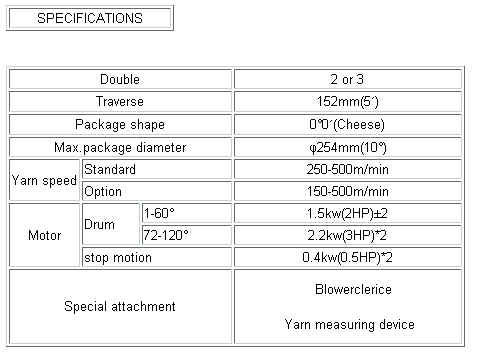 SPECIFICATIONS
Double 2 or 3
Traverse 152mm(5´)
Package shape 0°0´(Cheese)
Max.package diameter φ254mm(10°)
Yarn speed Standard 250-500m/min
Option 150-500m/min
Motor Drum 1-60° 1.5kw(2HP)±2
72-120° 2.2kw(3HP)*2
stop motion 0.4kw(0.5HP)*2
Special attachment Blowerclerice
Yarn measuring device